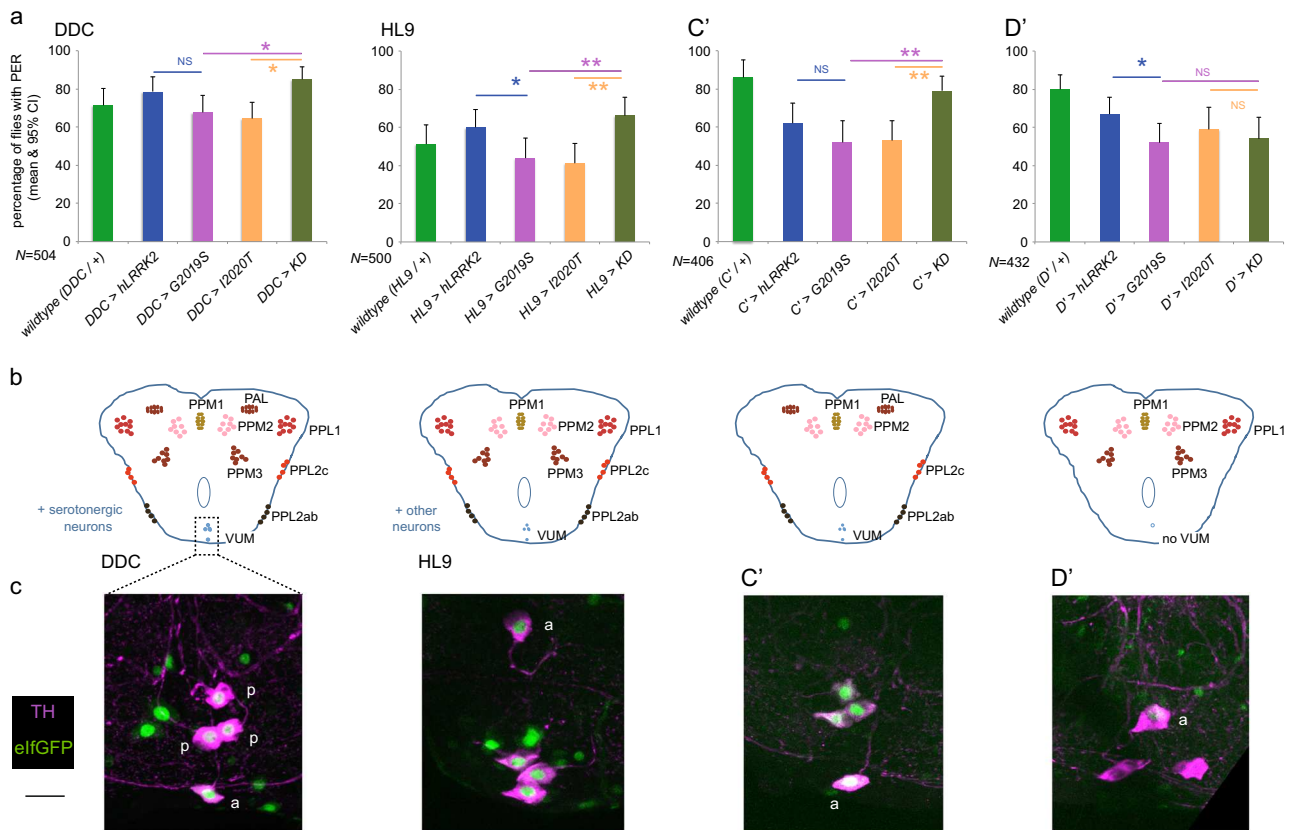 a
DDC
HL9
C’
D’
percentage of flies with PER
(mean & 95% CI)
100
80
60
40
20
0
NS
*
*
N=504
wildtype (DDC / +)
DDC > hLRRK2
DDC > G2019S
DDC > I2020T
DDC > KD
100
80
60
40
20
0
*
**
**
N=500
wildtype (HL9 / +)
HL9 > hLRRK2
HL9 > G2019S
HL9 > I2020T
HL9 > KD
100
80
60
40
20
0
NS
**
**
N=406
wildtype (C’ / +)
C’ > hLRRK2
C’ > G2019S
C’ > I2020T
C’ > KD
100
80
60
40
20
0
*
NS
NS
N=432
wildtype (D’ / +)
D’ > hLRRK2
D’ > G2019S
D’ > I2020T
D’ > KD
b
PPM1
PAL
PPM2
PPL1
PPM3
PPL2c
+ serotonergic
neurons
PPL2ab
VUM
PPM1
PPM2
PPL1
PPM3
PPL2c
+ other
neurons
PPL2ab
VUM
PPM1
PAL
PPM2
PPL2c
PPL2ab
VUM
PPM1
PPM2
PPL1
PPM3
no VUM
DDC
HL9
C’
D’
c
TH
elfGFP
p
p
p
a
a
a
a